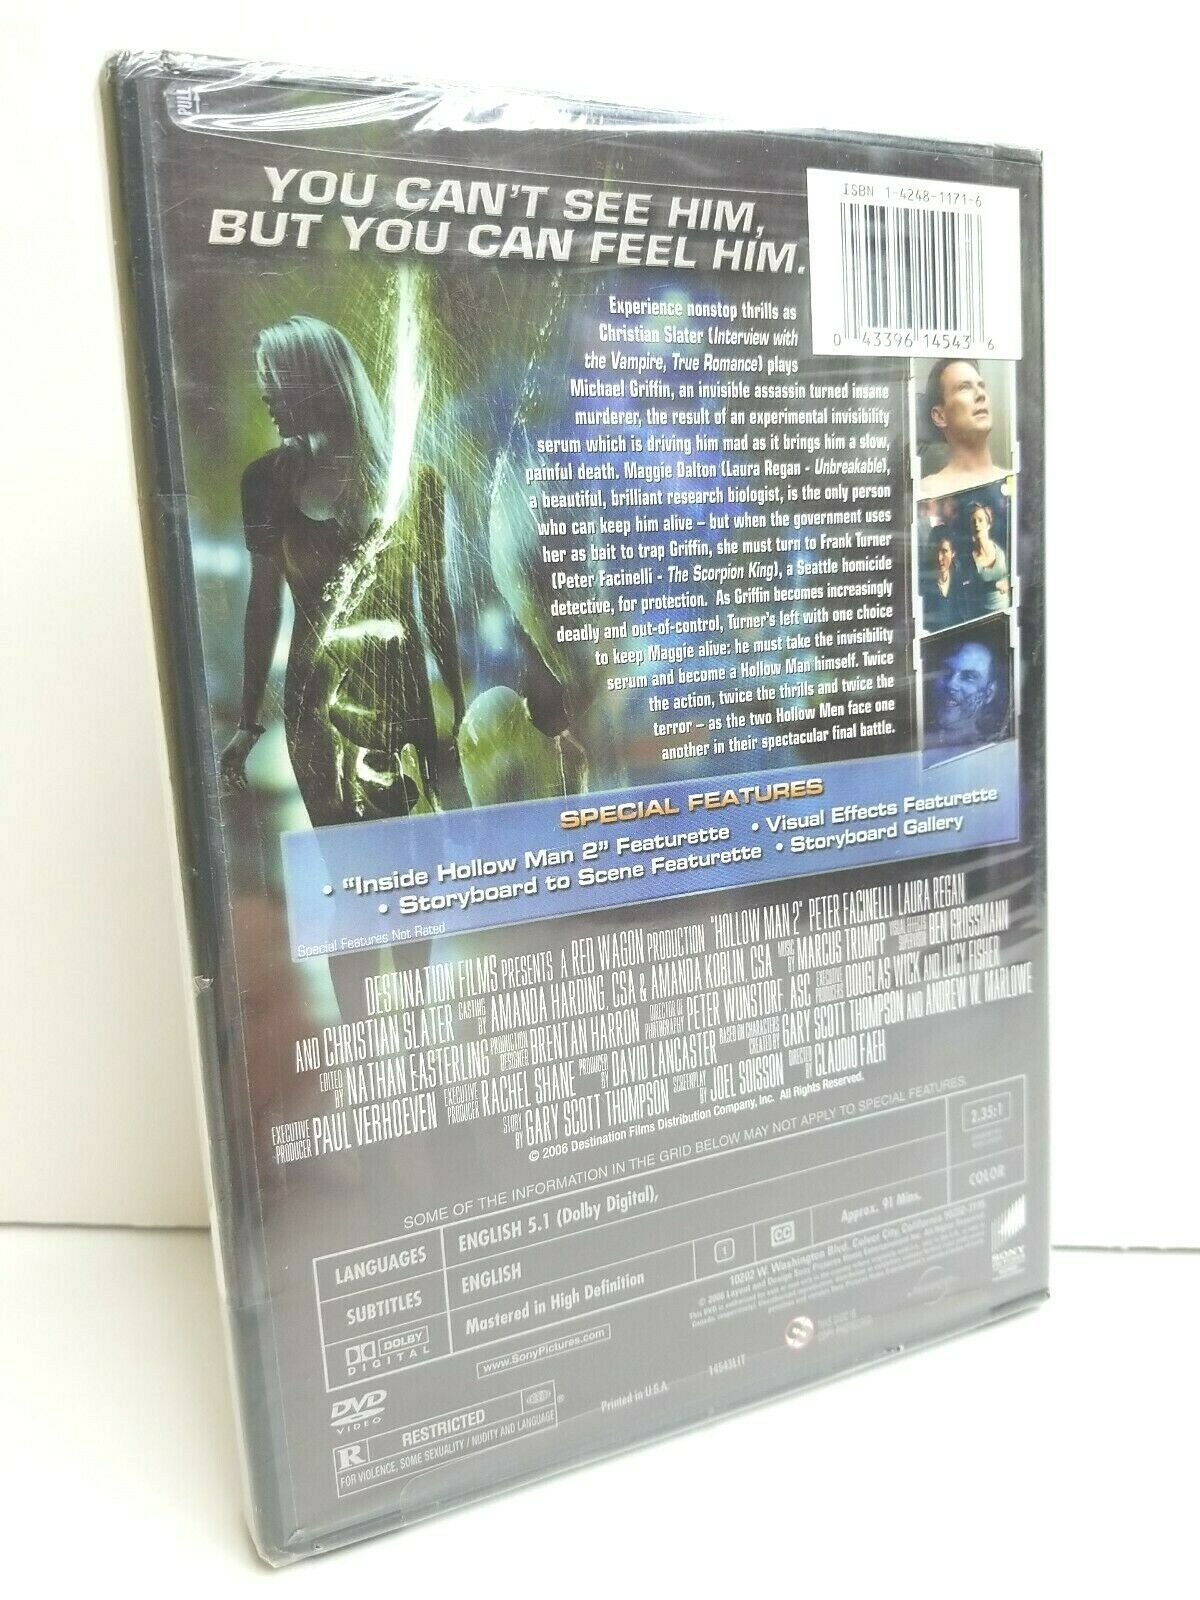 PULL
YOU CAN'T SEE HIM,
BUT YOU CAN FEEL HIM.
ISBN 1-4248-1171-6
0 43396 14543 6
Experience nonstop thrills as
Christian Slater (Interview with
the Vampire, True Romance) plays
Michael Griffin, an invisible assassin turned insane
murderer, the result of an experimental invisibility
serum which is driving him mad as it brings him a slow,
painful death. Maggie Dalton (Laura Regan - Unbreakable),
a beautiful, brilliant research biologist, is the only person
who can keep him alive – but when the government uses
her as bait to trap Griffin, she must turn to Frank Turner
(Peter Facinelli - The Scorpion King), a Seattle homicide
detective, for protection. As Griffin becomes increasingly
deadly and out-of-control, Turner's left with one choice
to keep Maggie alive: he must take the invisibility
serum and become a Hollow Man himself. Twice
the action, twice the thrills and twice the
terror – as the two Hollow Men face one
another in their spectacular final battle.
SPECIAL FEATURES
• "Inside Hollow Man 2" Featurette • Visual Effects Featurette
• Storyboard to Scene Featurette • Storyboard Gallery
Special Features Not Rated
DESTINATION FILMS PRESENTS A RED WAGON PRODUCTION "HOLLOW MAN 2" PETER FACINELLI LAURA REGAN
AND CHRISTIAN SLATER CASTING BY AMANDA HARDING, CSA & AMANDA KOBLIN, CSA MUSIC BY MARCUS TRUMPP VISUAL EFFECTS SUPERVISOR BEN GROSSMANN
EDITED BY NATHAN EASTERLING PRODUCTION DESIGNER BRENTAN HARRON DIRECTOR OF PHOTOGRAPHY PETER WUNSTORF, ASC EXECUTIVE PRODUCERS DOUGLAS WICK AND LUCY FISHER
EXECUTIVE PRODUCER PAUL VERHOEVEN EXECUTIVE PRODUCER RACHEL SHANE PRODUCED BY DAVID LANCASTER BASED ON CHARACTERS CREATED BY GARY SCOTT THOMPSON AND ANDREW W. MARLOWE
STORY BY GARY SCOTT THOMPSON SCREENPLAY BY JOEL SOISSON DIRECTED BY CLAUDIO FAEH
© 2006 Destination Films Distribution Company, Inc. All Rights Reserved.
SOME OF THE INFORMATION IN THE GRID BELOW MAY NOT APPLY TO SPECIAL FEATURES.
LANGUAGES ENGLISH 5.1 (Dolby Digital), 2.35:1
SUBTITLES ENGLISH 1 CC Approx. 91 Mins. COLOR
DOLBY DIGITAL Mastered in High Definition
10202 W. Washington Blvd. Culver City, California 90232-3195
www.SonyPictures.com
SONY
DVD VIDEO
14543LIT
Printed in U.S.A.
R RESTRICTED ®
FOR VIOLENCE, SOME SEXUALITY / NUDITY AND LANGUAGE